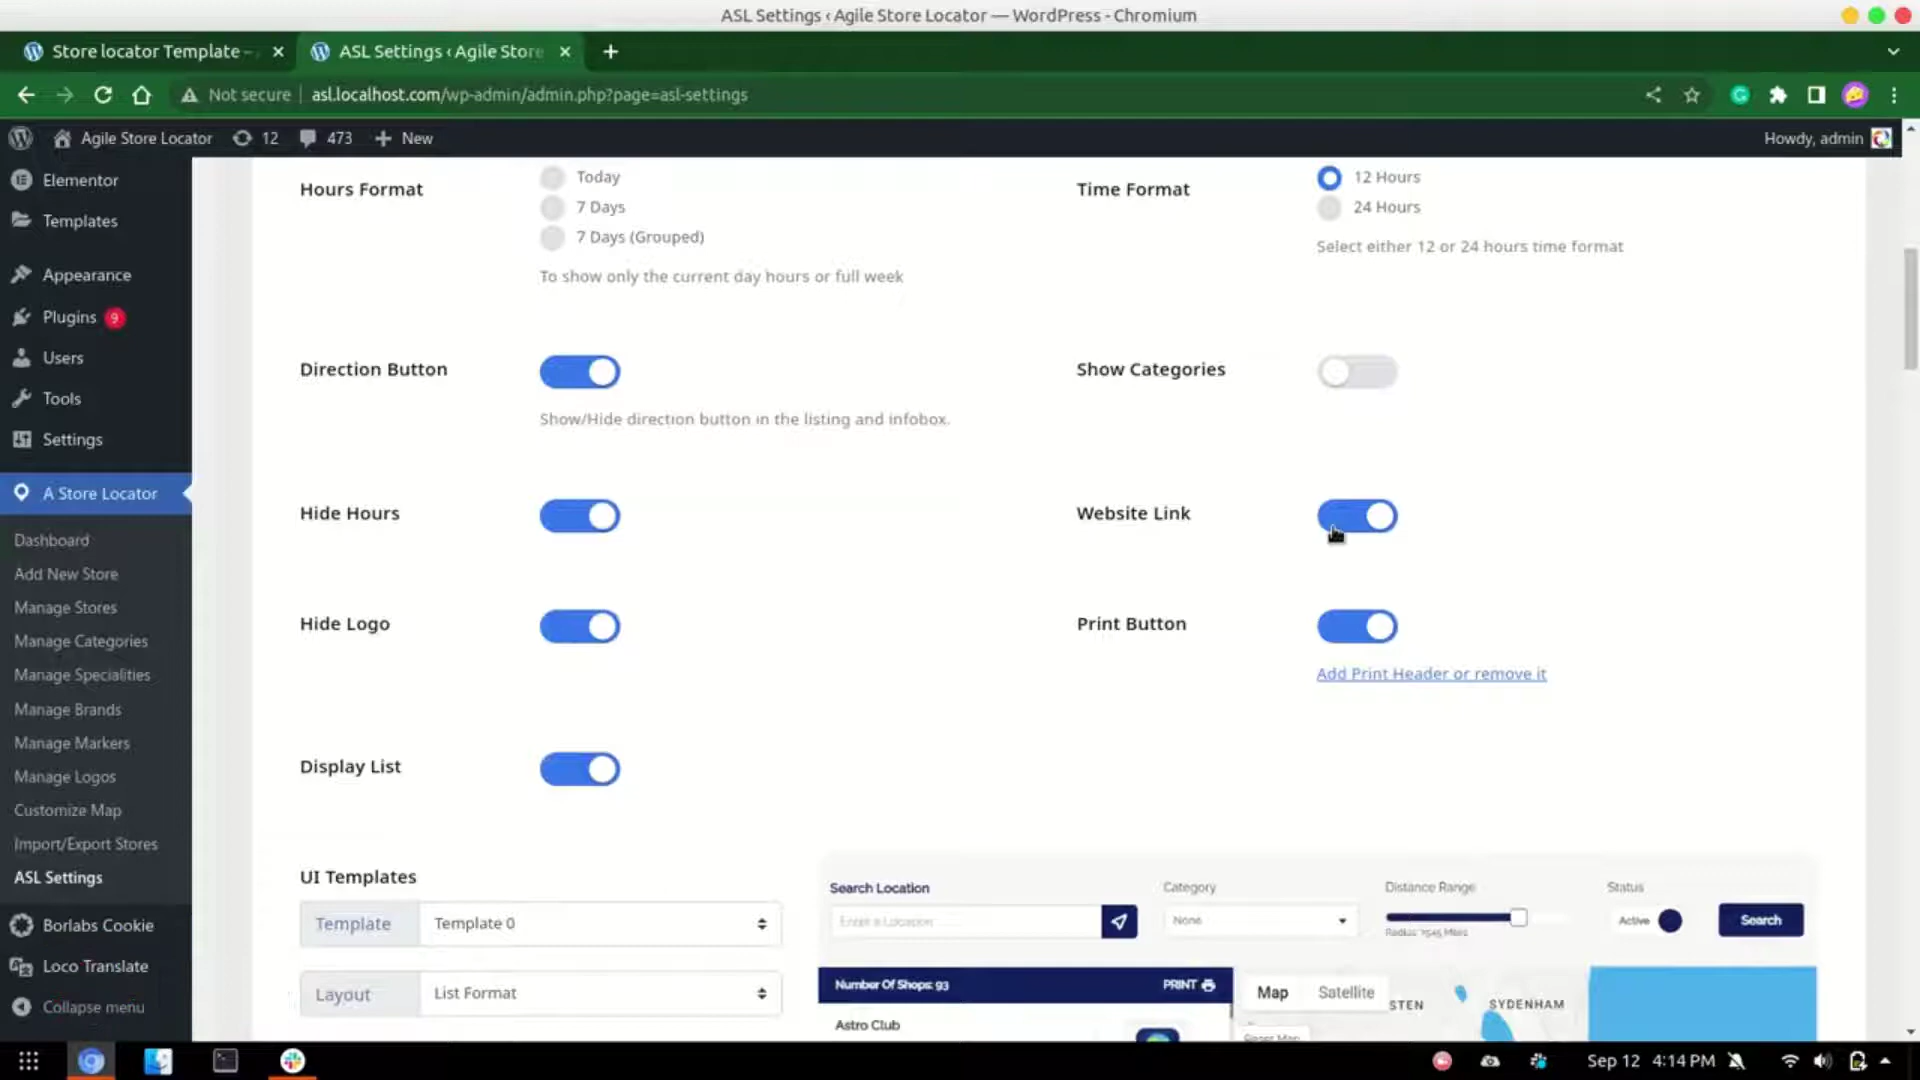 ASL Settings ‹ Agile Store Locator — WordPress - Chromium
Store locator Template –
ASL Settings ‹ Agile Store
Not secure
asl.localhost.com/wp-admin/admin.php?page=asl-settings
Agile Store Locator
12
473
New
Howdy, admin
Elementor
Templates
Appearance
Plugins 9
Users
Tools
Settings
A Store Locator
Dashboard
Add New Store
Manage Stores
Manage Categories
Manage Specialities
Manage Brands
Manage Markers
Manage Logos
Customize Map
Import/Export Stores
ASL Settings
Borlabs Cookie
Loco Translate
Collapse menu
Hours Format
Today
7 Days
7 Days (Grouped)
To show only the current day hours or full week
Time Format
12 Hours
24 Hours
Select either 12 or 24 hours time format
Direction Button
Show/Hide direction button in the listing and infobox.
Show Categories
Hide Hours
Website Link
Hide Logo
Print Button
Add Print Header or remove it
Display List
UI Templates
Template
Template 0
Layout
List Format
Search Location
Enter a Location
Category
None
Distance Range
Status
Active
Search
Number Of Shops: 93
PRINT
Astro Club
Map
Satellite
STEN
SYDENHAM
Sep 12 4:14 PM